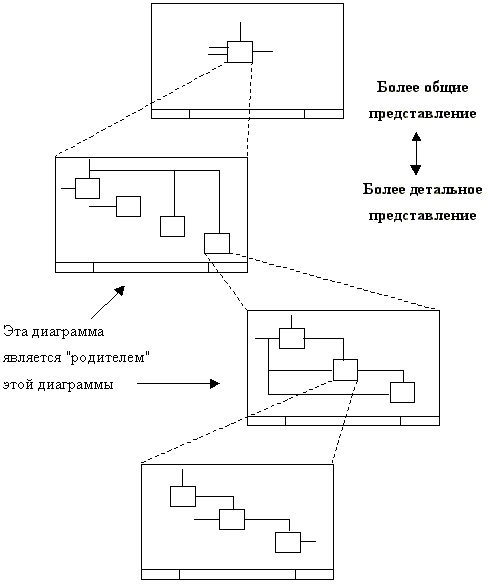 Более общие
представление
Более детальное
представление
Эта диаграмма
является "родителем"
этой диаграммы